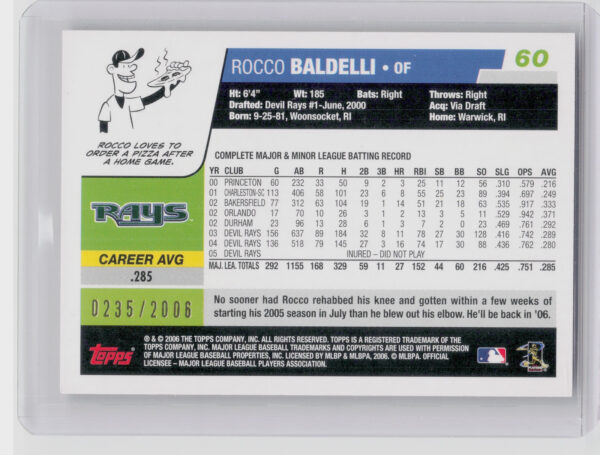 ROCCO BALDELLI • OF
60
Ht: 6'4" Wt: 185 Bats: Right Throws: Right
Drafted: Devil Rays #1-June, 2000 Acq: Via Draft
Born: 9-25-81, Woonsocket, RI Home: Warwick, RI
ROCCO LOVES TO
ORDER A PIZZA AFTER
A HOME GAME.
RAYS
CAREER AVG
.285
0235/2006
COMPLETE MAJOR & MINOR LEAGUE BATTING RECORD
YR CLUB G AB R H 2B 3B HR RBI SB BB SO SLG OPS AVG
00 PRINCETON 60 232 33 50 9 2 3 25 11 12 56 .310 .579 .216
01 CHARLESTON-SC 113 406 58 101 23 6 8 55 25 23 89 .394 .697 .249
02 BAKERSFIELD 77 312 63 104 19 1 14 51 21 18 63 .535 .917 .333
02 ORLANDO 17 70 10 26 3 1 2 13 3 5 11 .529 .942 .371
02 DURHAM 23 96 13 28 6 1 3 7 2 0 23 .469 .761 .292
03 DEVIL RAYS 156 637 89 184 32 8 11 78 27 30 128 .416 .742 .289
04 DEVIL RAYS 136 518 79 145 27 3 16 74 17 30 88 .436 .762 .280
05 DEVIL RAYS INURED – DID NOT PLAY
MAJ. LEA. TOTALS 292 1155 168 329 59 11 27 152 44 60 216 .425 .751 .285
No sooner had Rocco rehabbed his knee and gotten within a few weeks of
starting his 2005 season in July than he blew out his elbow. He'll be back in '06.
Topps
® & © 2006 THE TOPPS COMPANY, INC. ALL RIGHTS RESERVED. TOPPS IS A REGISTERED TRADEMARK OF THE
TOPPS COMPANY, INC. MAJOR LEAGUE BASEBALL TRADEMARKS AND COPYRIGHTS ARE USED WITH PERMISSION
OF MAJOR LEAGUE BASEBALL PROPERTIES, INC. LICENSED BY MLBP & MLBPA, 2006. © MLBPA. OFFICIAL
LICENSEE – MAJOR LEAGUE BASEBALL PLAYERS ASSOCIATION.